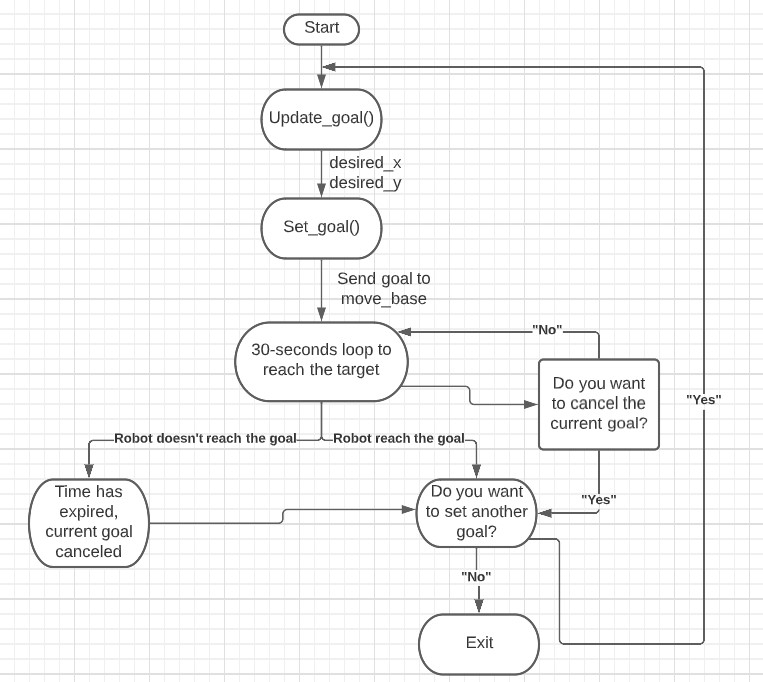 Start
Update_goal()
desired_x
desired_y
Set_goal()
Send goal to
move_base
30-seconds loop to
reach the target
"No"
Do you want
to cancel the
current goal?
"Yes"
Robot doesn't reach the goal
Robot reach the goal
Time has
expired,
current goal
canceled
Do you want
to set another
goal?
"Yes"
"No"
Exit